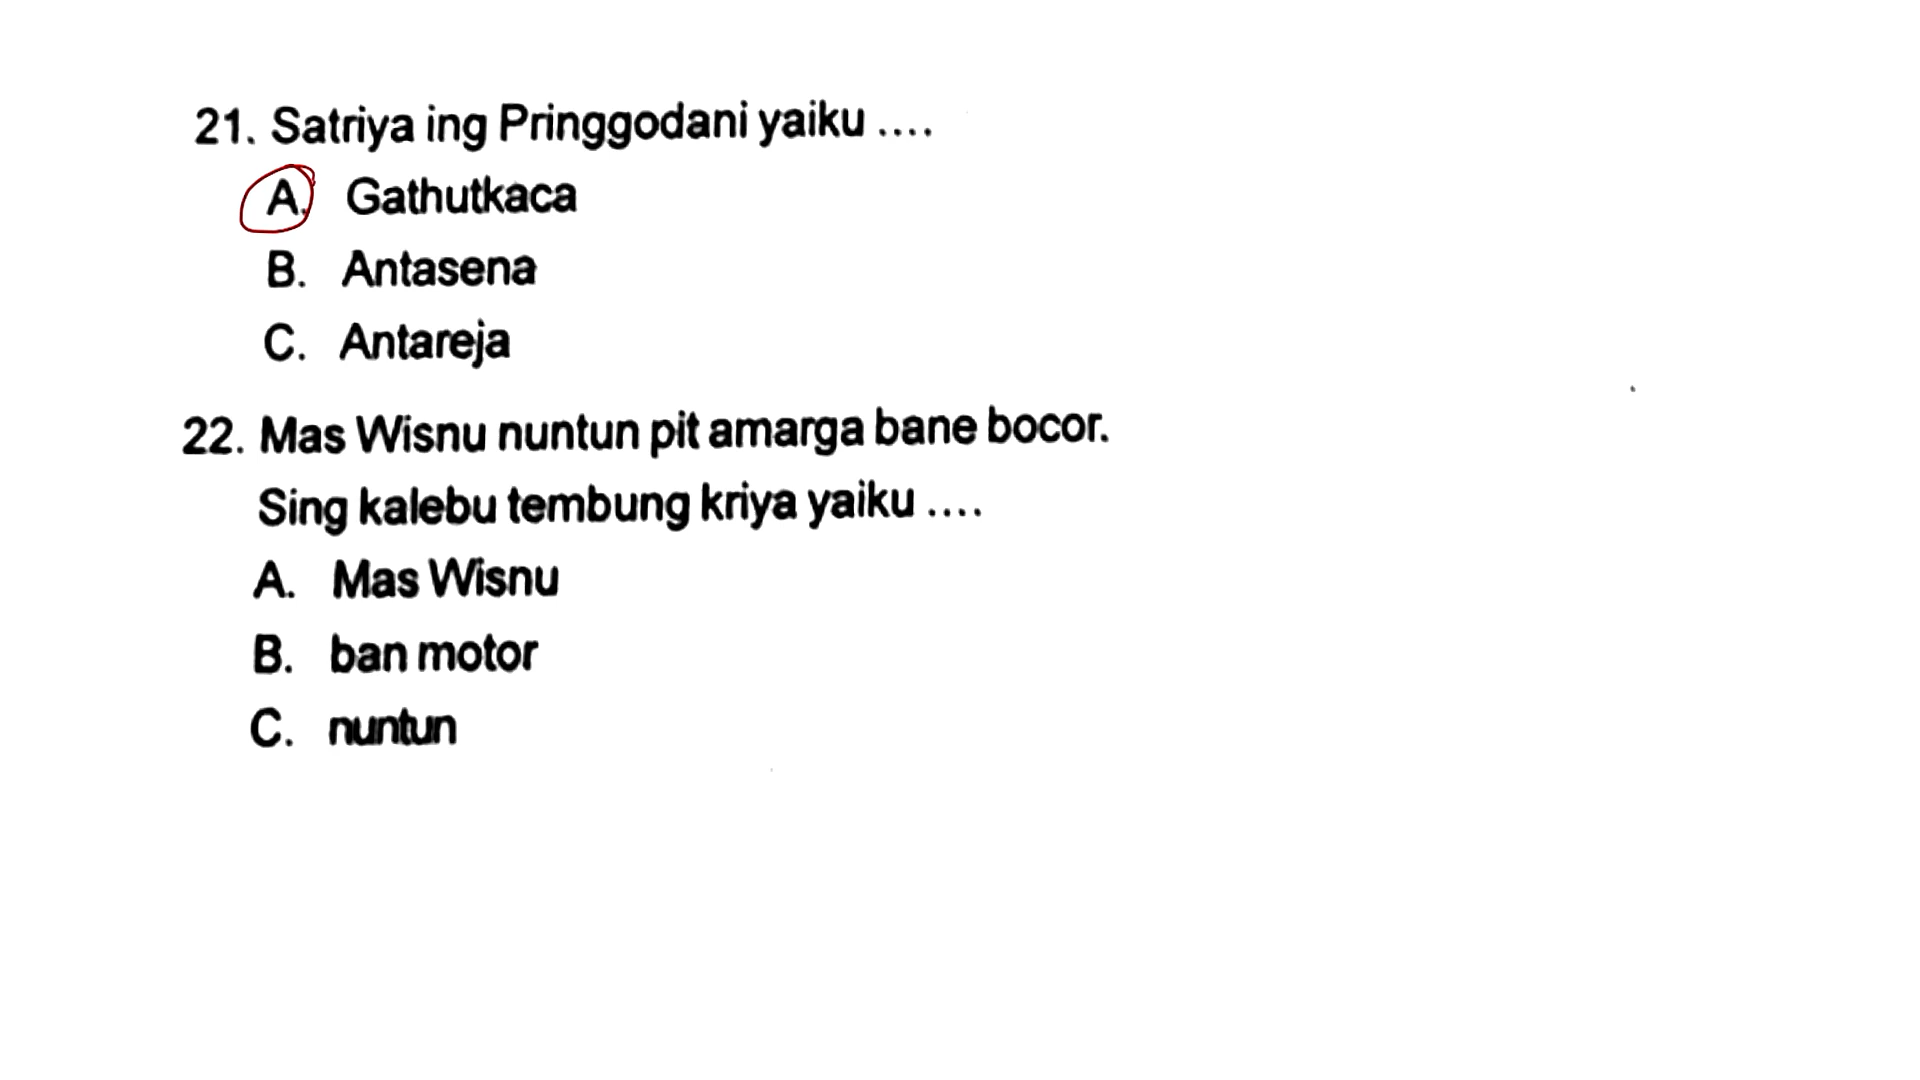 21. Satriya ing Pringgodani yaiku ....
A. Gathutkaca
B. Antasena
C. Antareja
22. Mas Wisnu nuntun pit amarga bane bocor.
Sing kalebu tembung kriya yaiku ....
A. Mas Wisnu
B. ban motor
C. nuntun